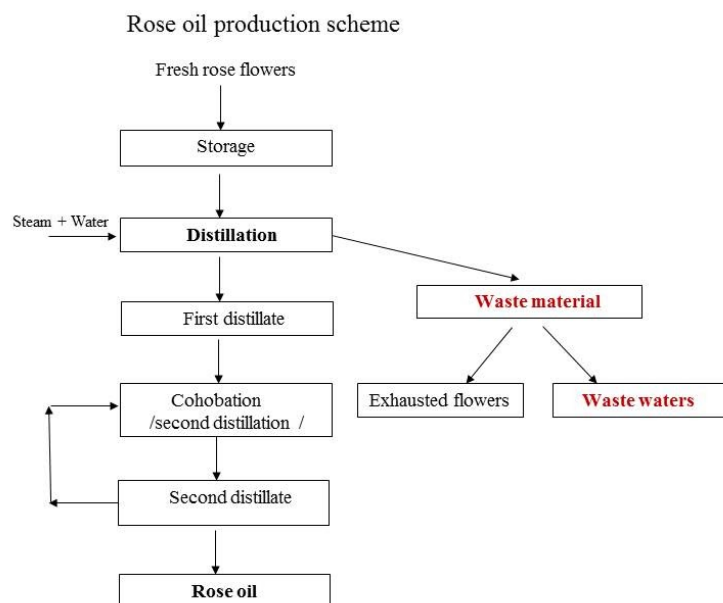 Rose oil production scheme
Fresh rose flowers
Storage
Steam + Water
Distillation
Waste material
First distillate
Cohobation
/second distillation /
Exhausted flowers
Waste waters
Second distillate
Rose oil